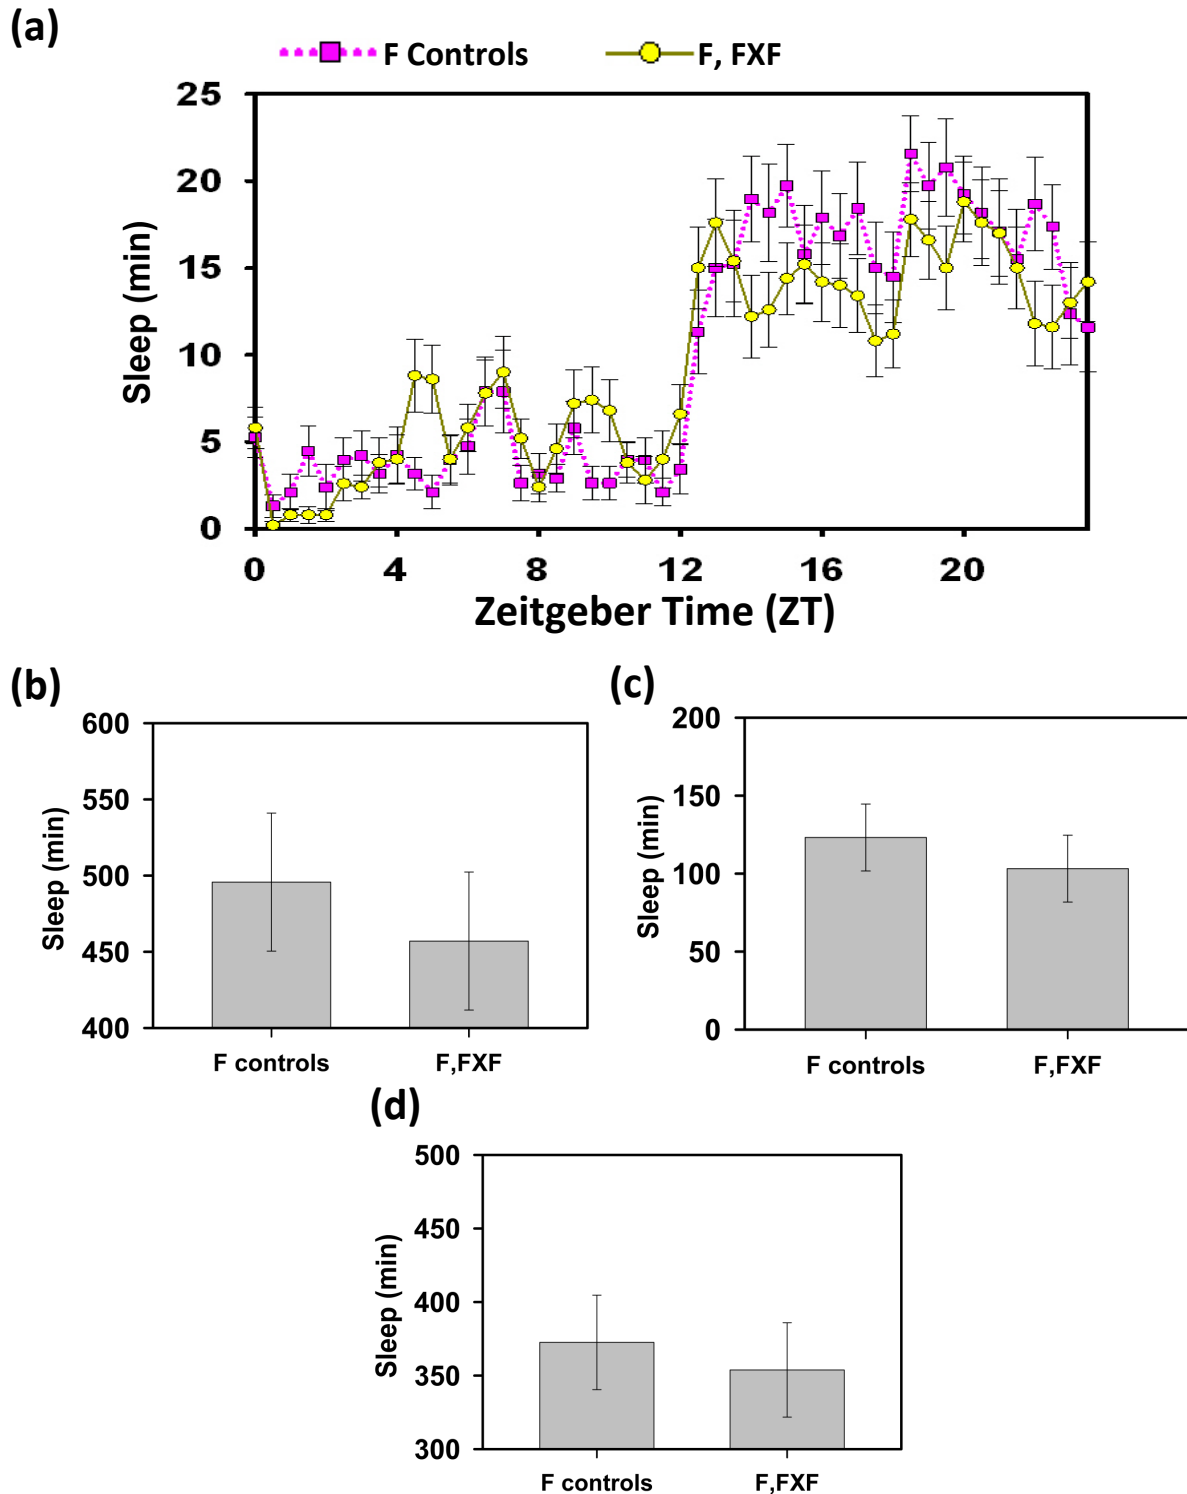 (a)
F Controls F, FXF
25
20
15
10
5
0
Sleep (min)
0 4 8 12 16 20
Zeitgeber Time (ZT)
(b)
600
550
500
450
400
Sleep (min)
F controls F,FXF
(c)
200
150
100
50
0
Sleep (min)
F controls F,FXF
(d)
500
450
400
350
300
Sleep (min)
F controls F,FXF